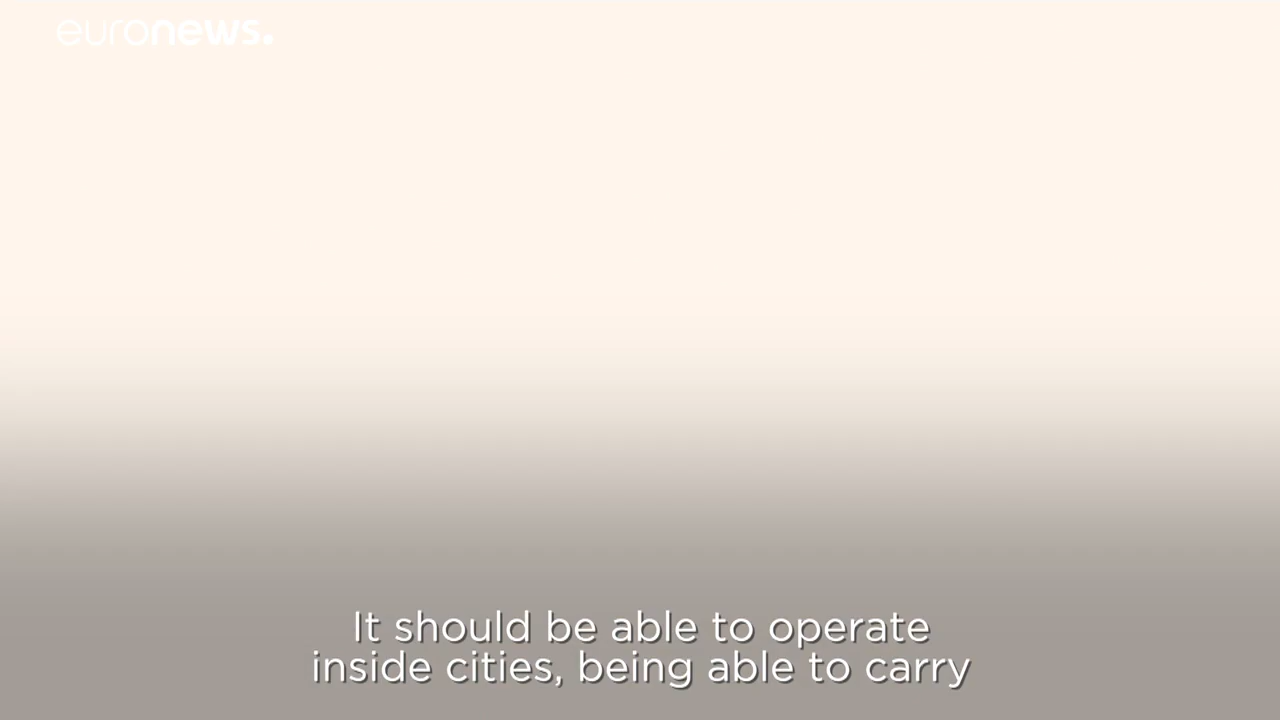 euronews.
It should be able to operate
inside cities, being able to carry